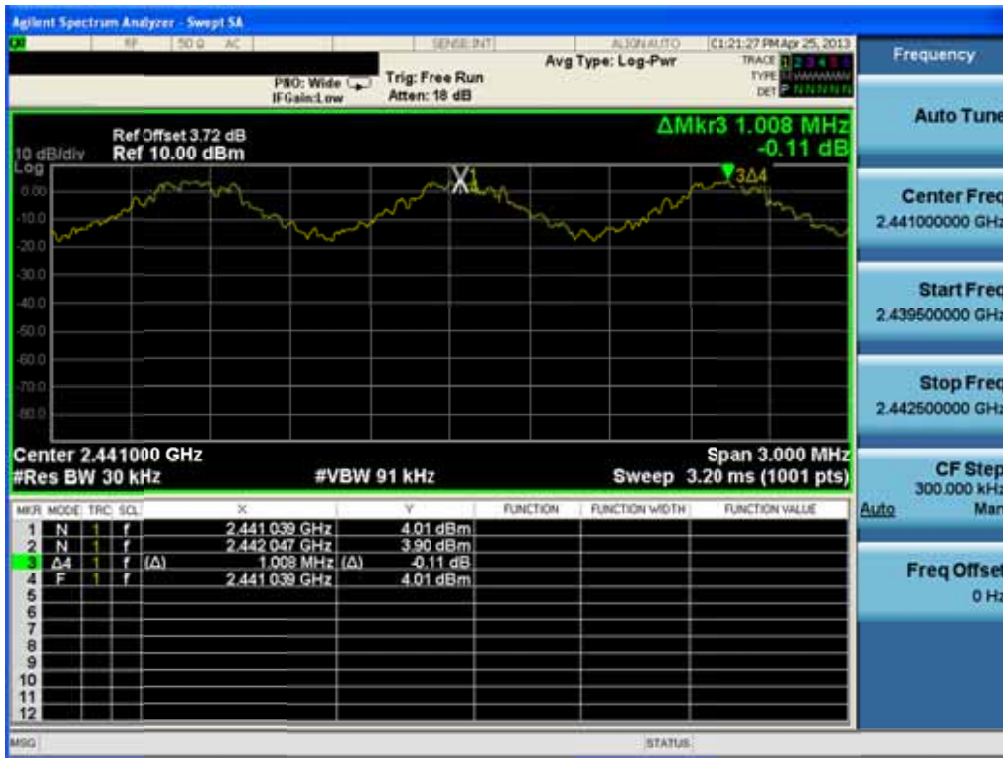 Agilent Spectrum Analyzer - Swept SA
RF 50 Ω AC SENSE:INT ALIGN AUTO 01:21:27 PM Apr 25, 2013
Avg Type: Log-Pwr
TRACE 1 2 3 4 5 6
TYPE
DET P N N N N N
PNO: Wide
IFGain:Low
Trig: Free Run
Atten: 18 dB
Ref Offset 3.72 dB
Ref 10.00 dBm
10 dB/div
Log
ΔMkr3 1.008 MHz
-0.11 dB
1
3Δ4
0.00
-10.0
-20.0
-30.0
-40.0
-50.0
-60.0
-70.0
-80.0
Center 2.441000 GHz
#Res BW 30 kHz
#VBW 91 kHz
Span 3.000 MHz
Sweep 3.20 ms (1001 pts)
MKR MODE TRC SCL X Y FUNCTION FUNCTION WIDTH FUNCTION VALUE
1 N 1 f 2.441 039 GHz 4.01 dBm
2 N 1 f 2.442 047 GHz 3.90 dBm
3 Δ4 1 f (Δ) 1.008 MHz (Δ) -0.11 dB
4 F 1 f 2.441 039 GHz 4.01 dBm
5
6
7
8
9
10
11
12
MSG
STATUS
Frequency
Auto Tune
Center Freq
2.441000000 GHz
Start Freq
2.439500000 GHz
Stop Freq
2.442500000 GHz
CF Step
300.000 kHz
Auto Man
Freq Offset
0 Hz